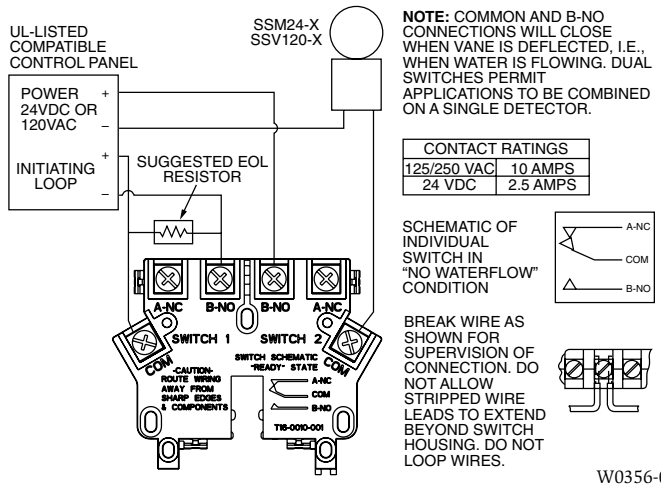 UL-LISTED
COMPATIBLE
CONTROL PANEL
SSM24-X
SSV120-X
POWER +
24VDC OR
120VAC –
INITIATING +
LOOP –
SUGGESTED EOL
RESISTOR
A-NC B-NO B-NO A-NC
SWITCH 1 SWITCH 2
COM COM
-CAUTION-
ROUTE WIRING
AWAY FROM
SHARP EDGES
& COMPONENTS
SWITCH SCHEMATIC
"READY" STATE
A-NC
COM
B-NO
T16-0010-001
NOTE: COMMON AND B-NO
CONNECTIONS WILL CLOSE
WHEN VANE IS DEFLECTED, I.E.,
WHEN WATER IS FLOWING. DUAL
SWITCHES PERMIT
APPLICATIONS TO BE COMBINED
ON A SINGLE DETECTOR.
CONTACT RATINGS
125/250 VAC 10 AMPS
24 VDC 2.5 AMPS
SCHEMATIC OF
INDIVIDUAL
SWITCH IN
“NO WATERFLOW”
CONDITION
A-NC
COM
B-NO
BREAK WIRE AS
SHOWN FOR
SUPERVISION OF
CONNECTION. DO
NOT ALLOW
STRIPPED WIRE
LEADS TO EXTEND
BEYOND SWITCH
HOUSING. DO NOT
LOOP WIRES.